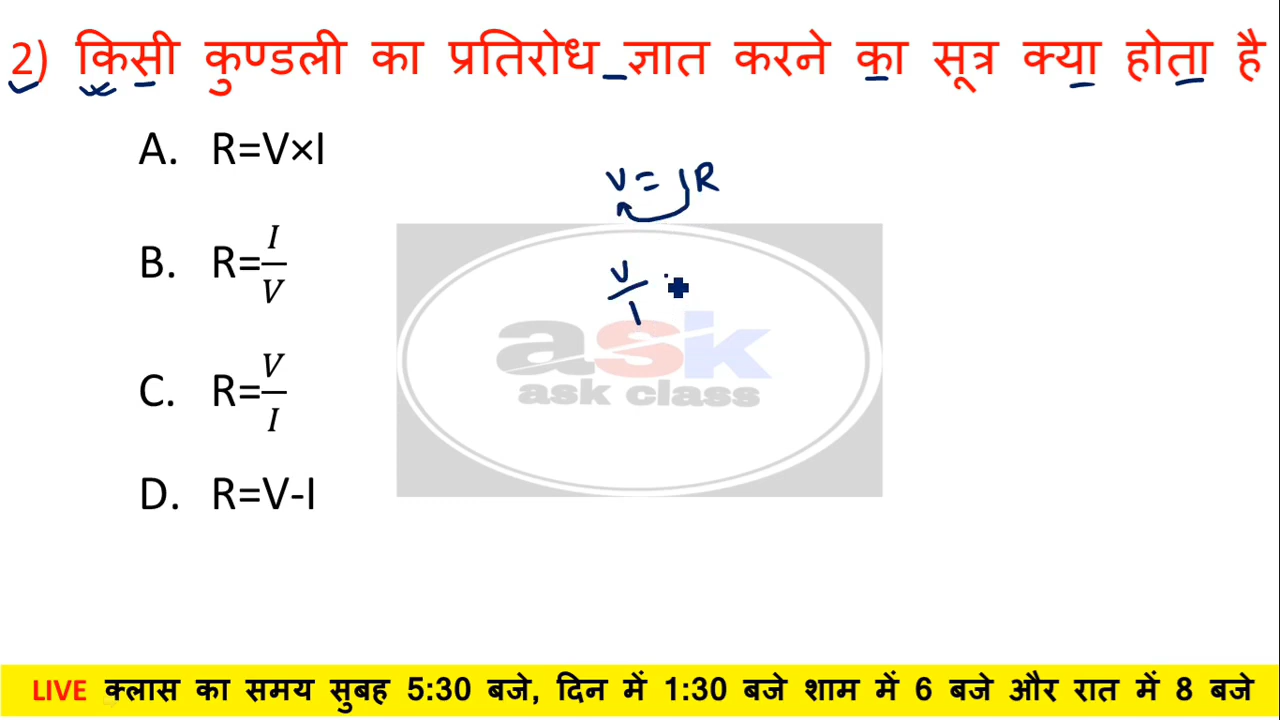 2) किसी कुण्डली का प्रतिरोध ज्ञात करने का सूत्र क्या होता है
A. R=V×I
B. R=I/V
C. R=V/I
D. R=V-I
V= IR
V/I
ask
ask class
LIVE क्लास का समय सुबह 5:30 बजे, दिन में 1:30 बजे शाम में 6 बजे और रात में 8 बजे